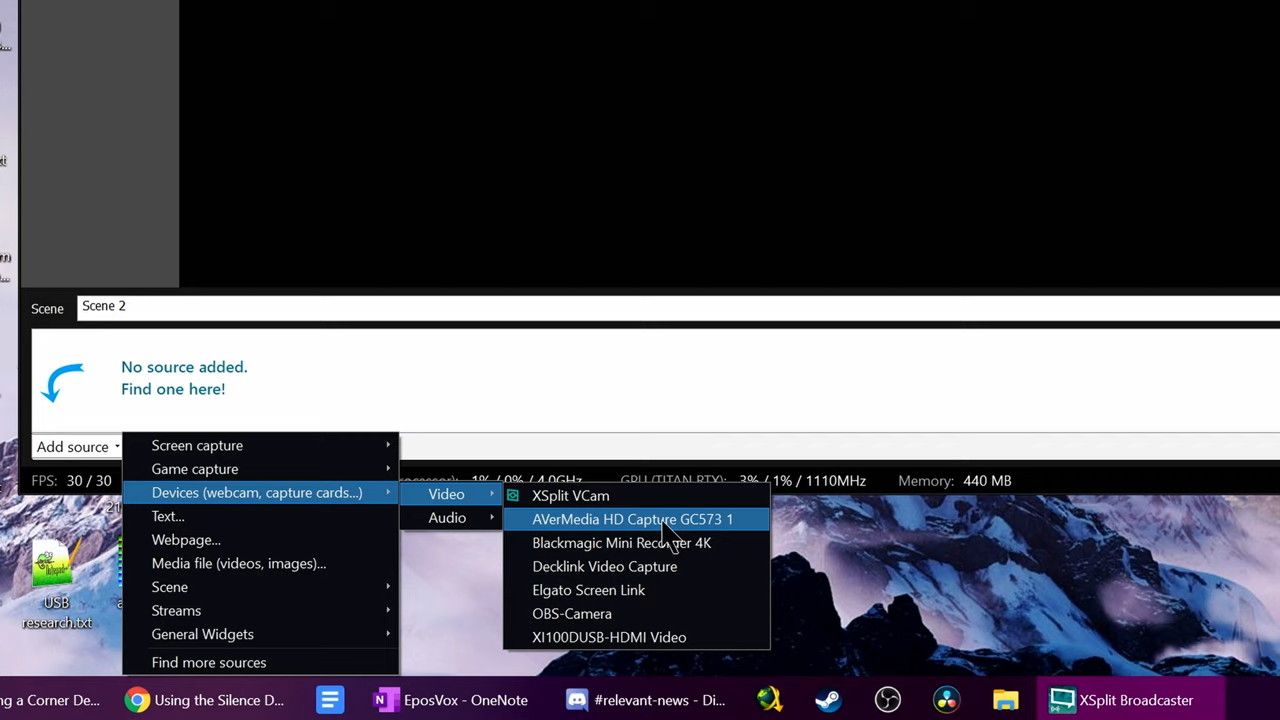 Scene
Scene 2
No source added.
Find one here!
Add source
Screen capture
Game capture
Devices (webcam, capture cards...)
Text...
Webpage...
Media file (videos, images)...
Scene
Streams
General Widgets
Find more sources
Video
Audio
XSplit VCam
AVerMedia HD Capture GC573 1
Blackmagic Mini Recorder 4K
Decklink Video Capture
Elgato Screen Link
OBS-Camera
XI100DUSB-HDMI Video
FPS: 30 / 30
1% / 0% / 4.0GHz
GPU (TITAN RTX): 3% / 1% / 1110MHz
Memory: 440 MB
USB
research.txt
ng a Corner De...
Using the Silence D...
EposVox - OneNote
#relevant-news - Di...
XSplit Broadcaster